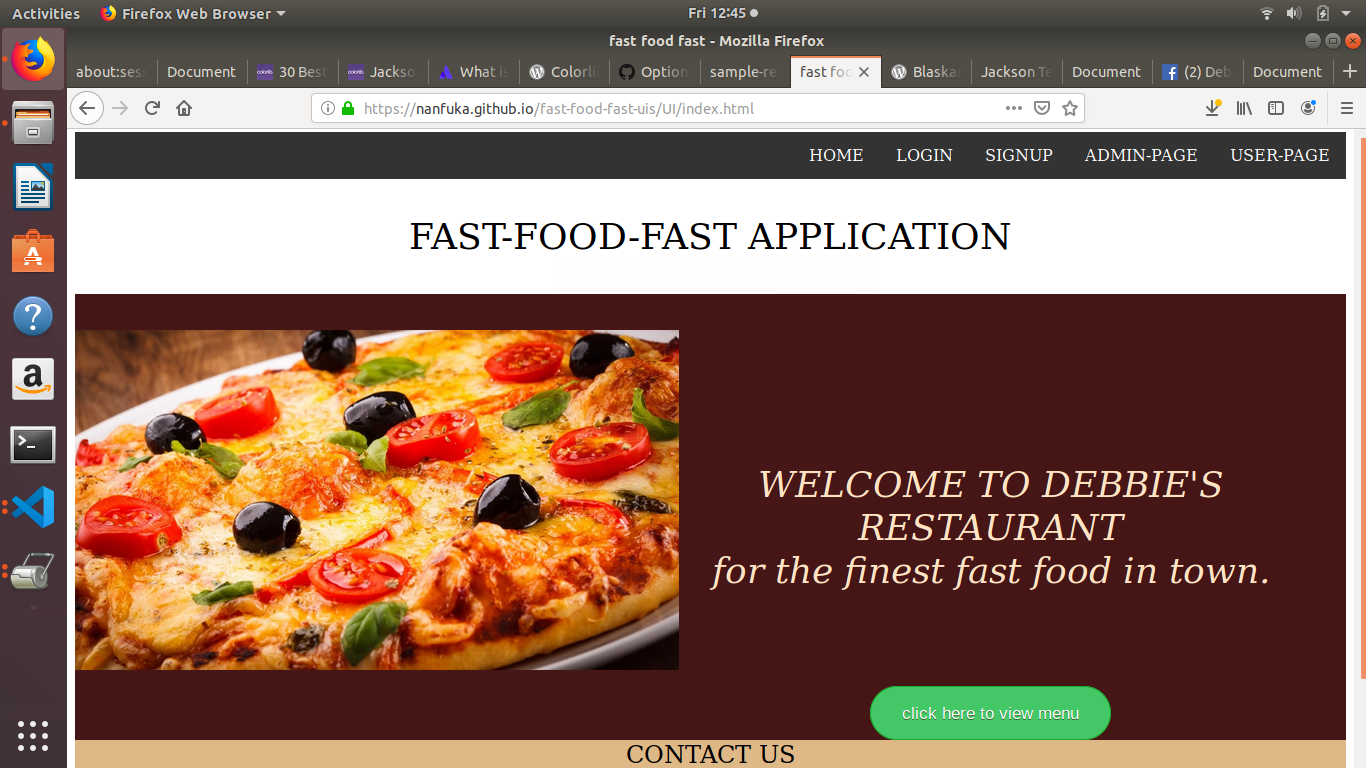 Activities
Firefox Web Browser
Fri 12:45
fast food fast - Mozilla Firefox
about:ses
Document
colorlib
30 Best
colorlib
Jackso
What is
Colorli
Option
sample-re
fast foo
Blaska
Jackson Te
Document
(2) Deb
Document
https://nanfuka.github.io/fast-food-fast-uis/UI/index.html
HOME
LOGIN
SIGNUP
ADMIN-PAGE
USER-PAGE
FAST-FOOD-FAST APPLICATION
WELCOME TO DEBBIE'S
RESTAURANT
for the finest fast food in town.
click here to view menu
CONTACT US